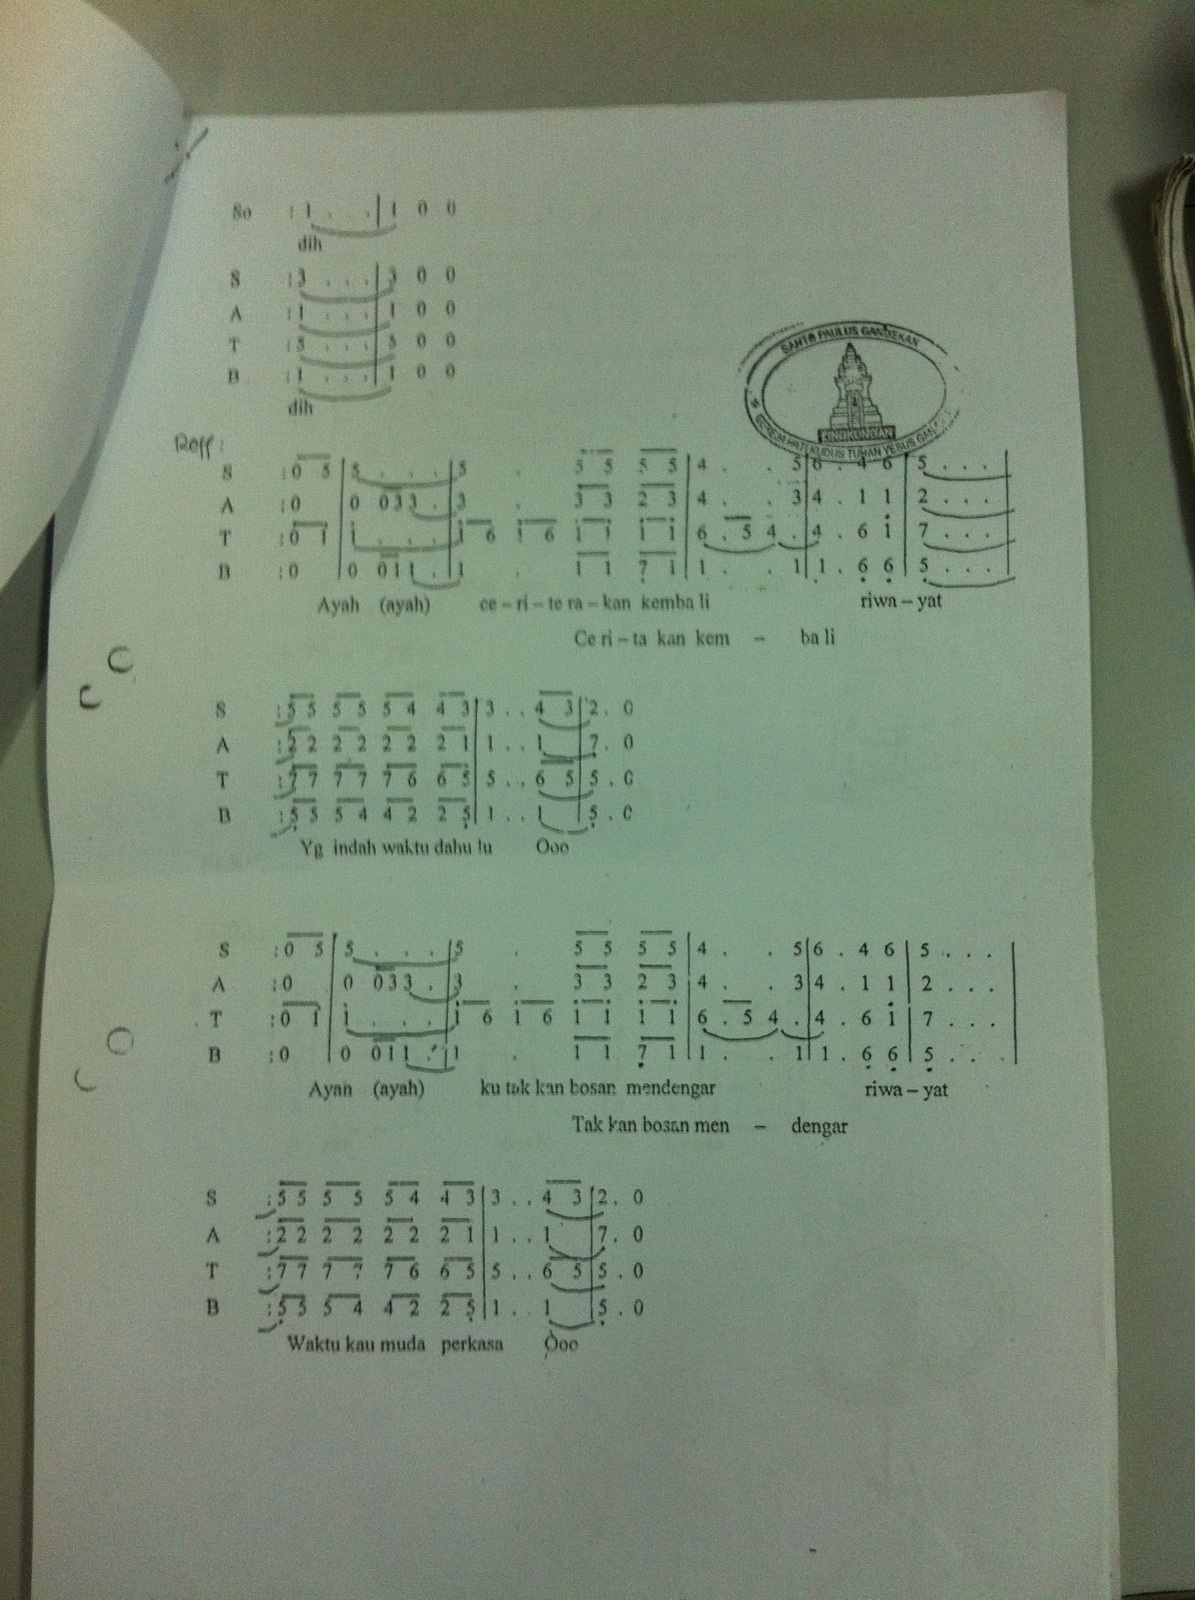 So :1 . . . | 1 0 0
dih
S :3 . . . | 3 0 0
A :1 . . . | 1 0 0
T :5 . . . | 5 0 0
B :1 . . . | 1 0 0
dih
SANTO PAULUS GANDEKAN
LINGKUNGAN
GEREJA HATI KUDUS TUHAN YESUS
Reff :
S :0 5 | 5 . . . | 5 . 5 5 5 5 | 4 . . 5 | 6 . 4 6 | 5 . . . |
A :0 | 0 033 . | 3 . 3 3 2 3 | 4 . . 3 | 4 . 1 1 | 2 . . . |
T :0 1 | 1 . . . | 1 6 1 6 1 1 1 1 | 6 . 5 4 . | 4 . 6 1 | 7 . . . |
B :0 | 0 011 . | 1 . 1 1 7 1 | 1 . . 1 | 1 . 6 6 | 5 . . . |
Ayah (ayah) ce – ri – te ra – kan kemba li riwa – yat
Ce ri – ta kan kem – ba li
S :5 5 5 5 5 4 4 3 | 3 . . 4 3 | 2 . 0
A :2 2 2 2 2 2 2 1 | 1 . . 1 | 7 . 0
T :7 7 7 7 7 6 6 5 | 5 . . 6 5 | 5 . 0
B :5 5 5 4 4 2 2 5 | 1 . . 1 | 5 . 0
Yg indah waktu dahu lu Ooo
S :0 5 | 5 . . . | 5 . 5 5 5 5 | 4 . . 5 | 6 . 4 6 | 5 . . . |
A :0 | 0 033 . | 3 . 3 3 2 3 | 4 . . 3 | 4 . 1 1 | 2 . . . |
T :0 1 | 1 . . . | 1 6 1 6 1 1 1 1 | 6 . 5 4 . | 4 . 6 1 | 7 . . . |
B :0 | 0 011 . | 1 . 1 1 7 1 | 1 . . 1 | 1 . 6 6 | 5 . . . |
Ayah (ayah) ku tak kan bosan mendengar riwa – yat
Tak kan bosan men – dengar
S :5 5 5 5 5 4 4 3 | 3 . . 4 3 | 2 . 0
A :2 2 2 2 2 2 2 1 | 1 . . 1 | 7 . 0
T :7 7 7 7 7 6 6 5 | 5 . . 6 5 | 5 . 0
B :5 5 5 4 4 2 2 5 | 1 . . 1 | 5 . 0
Waktu kau muda perkasa Ooo